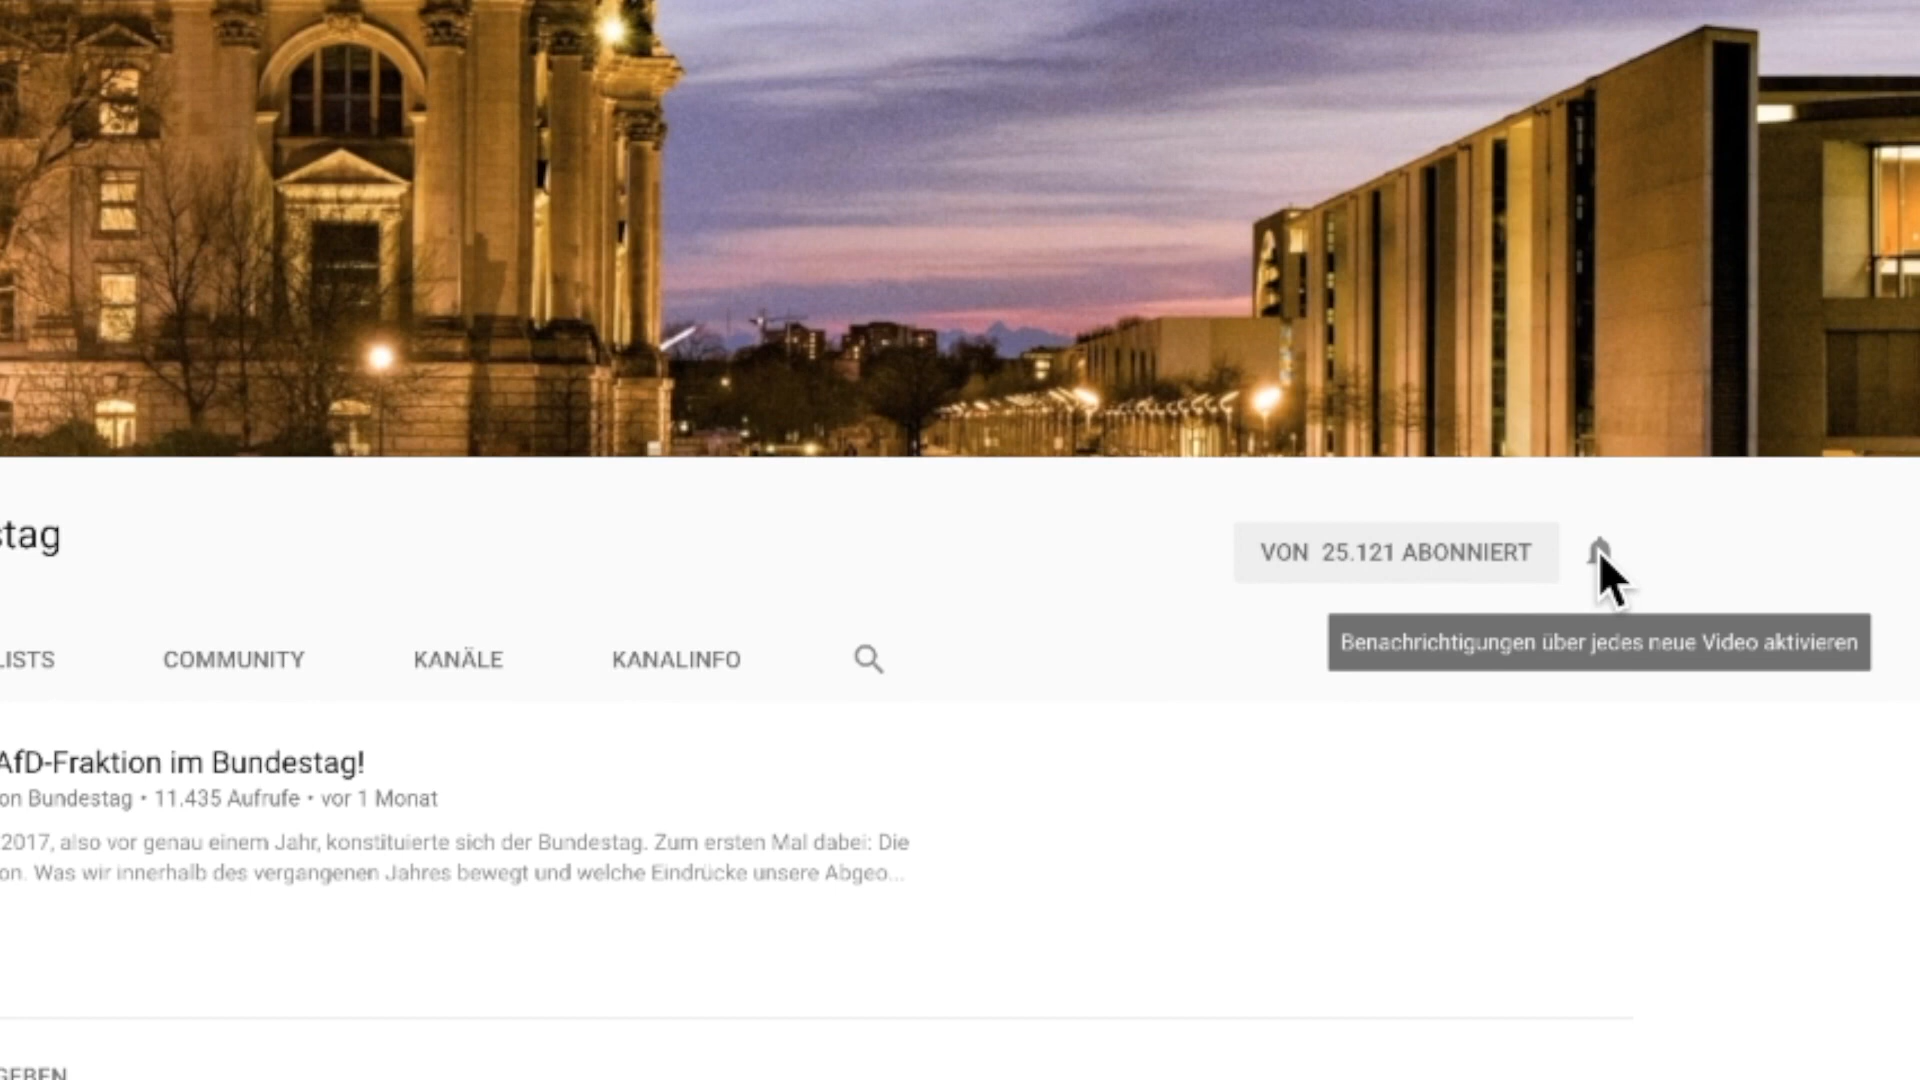 stag
VON 25.121 ABONNIERT
Benachrichtigungen über jedes neue Video aktivieren
LISTS
COMMUNITY
KANÄLE
KANALINFO
AfD-Fraktion im Bundestag!
on Bundestag • 11.435 Aufrufe • vor 1 Monat
2017, also vor genau einem Jahr, konstituierte sich der Bundestag. Zum ersten Mal dabei: Die
on. Was wir innerhalb des vergangenen Jahres bewegt und welche Eindrücke unsere Abgeo...
GEBEN